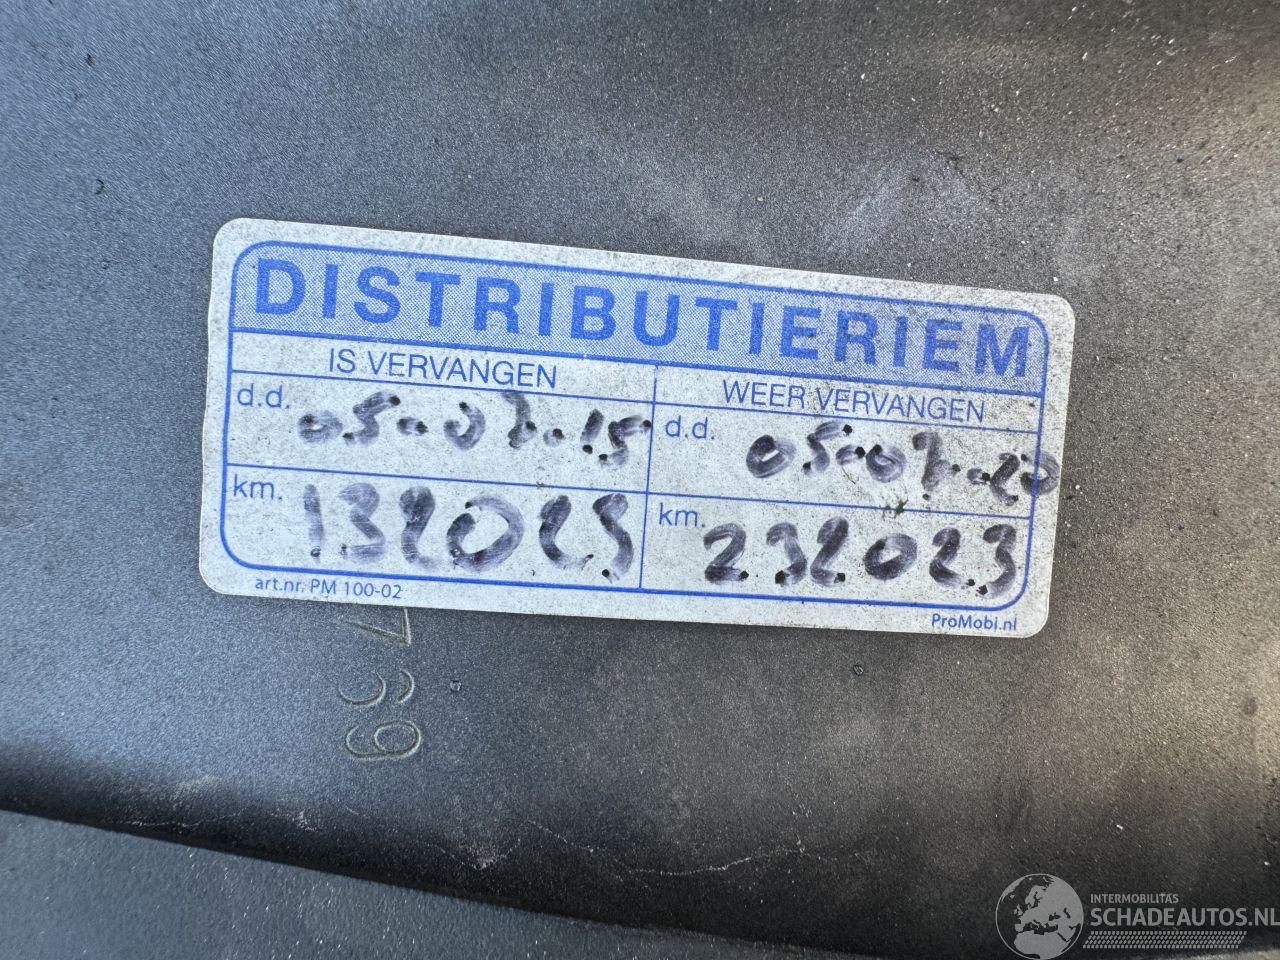 DISTRIBUTIERIEM
IS VERVANGEN
WEER VERVANGEN
d.d. 05-07-15
d.d. 05-07-20
km. 132023
km. 232023
art.nr. PM 100-02
ProMobi.nl
739
INTERMOBILITAS
SCHADEAUTOS.NL